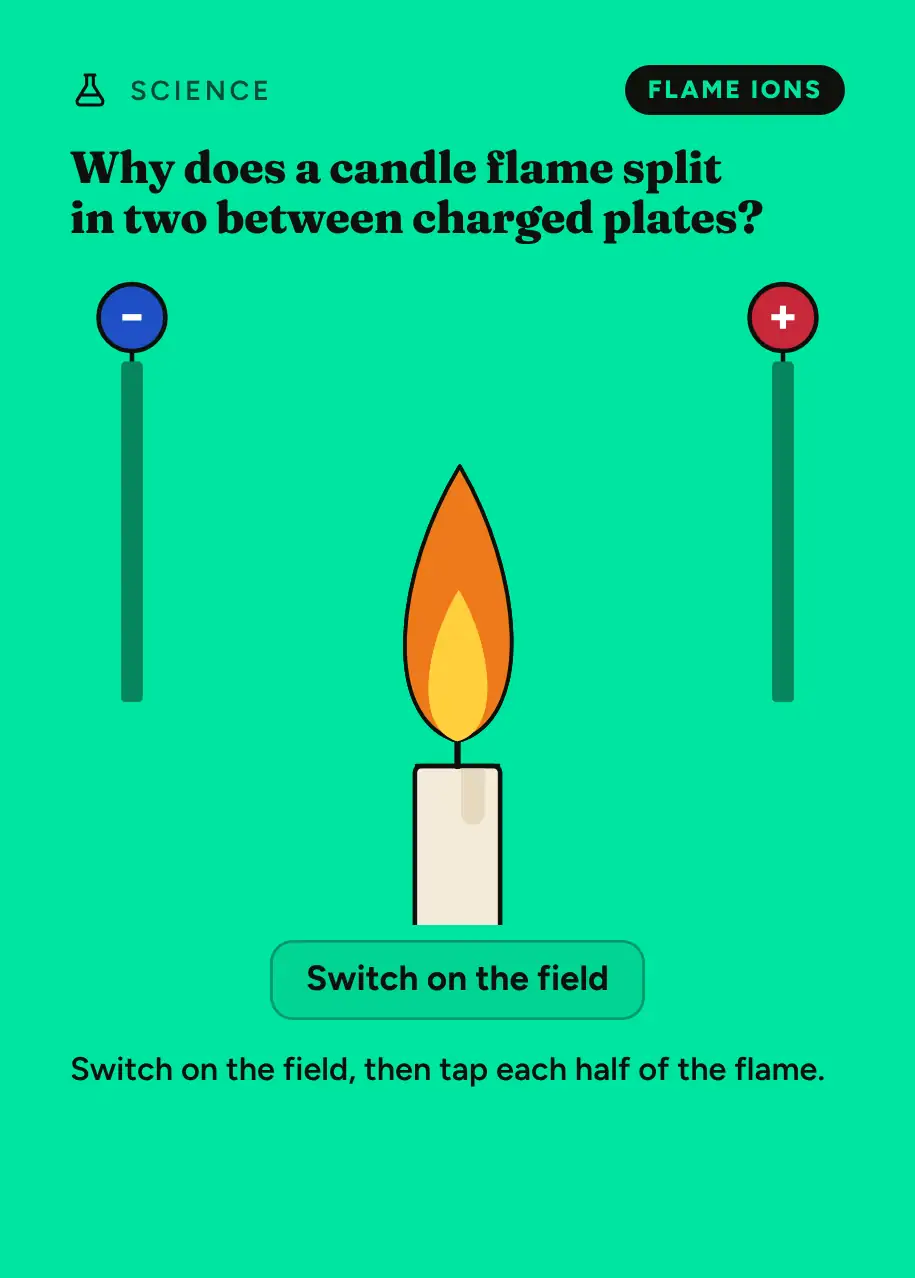 SCIENCE
FLAME IONS
Why does a candle flame split
in two between charged plates?
−
+
Switch on the field
Switch on the field, then tap each half of the flame.